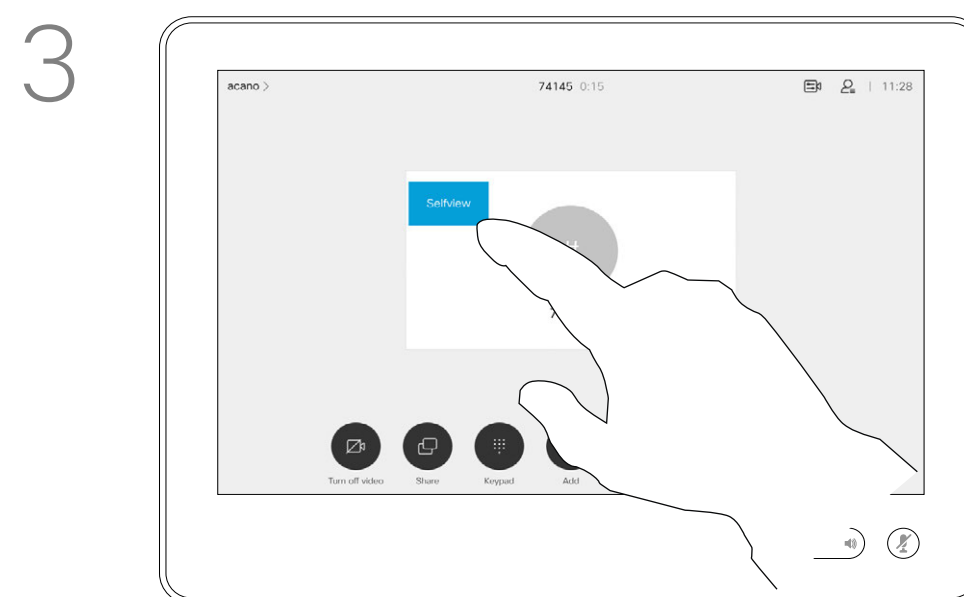 3
acano >
74145 0:15
11:28
Selfview
Turn off video
Share
Keypad
Add